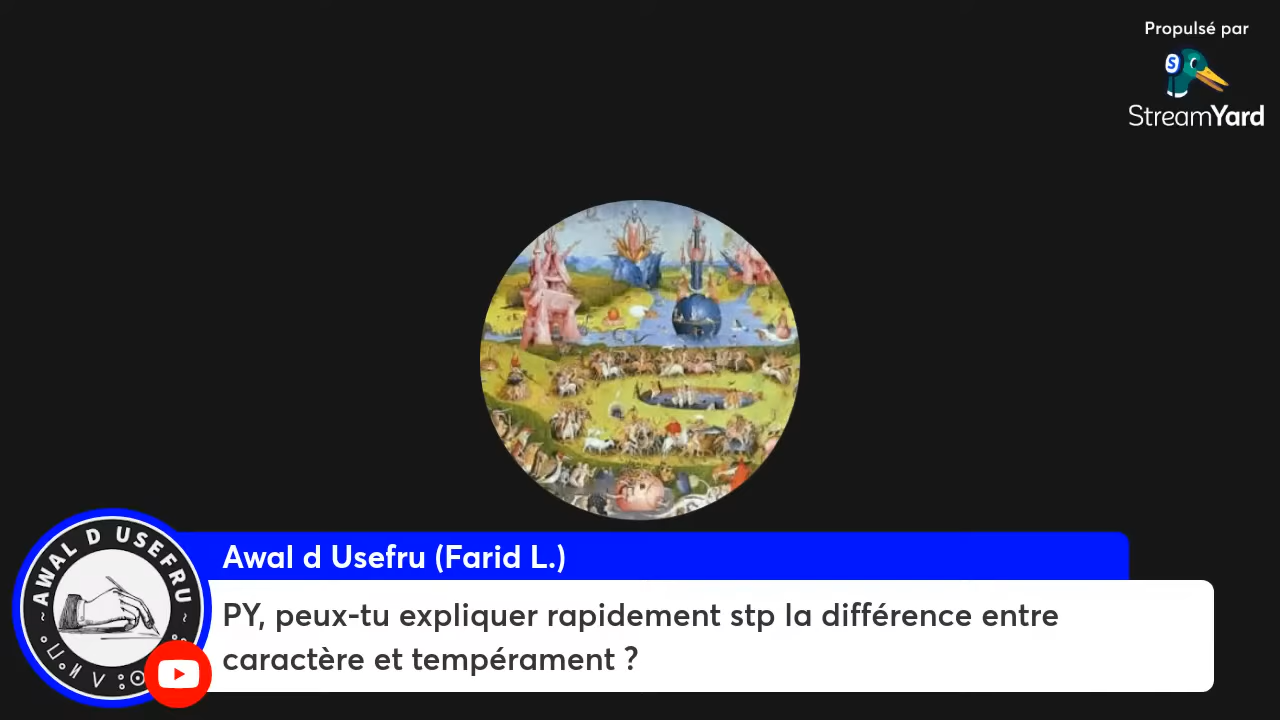 Propulsé par
StreamYard
AWAL D USEFRU
Awal d Usefru (Farid L.)
PY, peux-tu expliquer rapidement stp la différence entre
caractère et tempérament ?